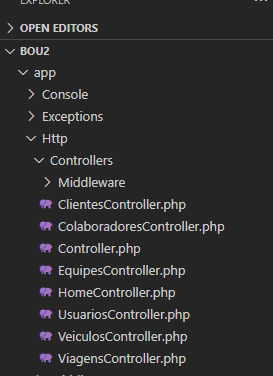 EXPLORER
OPEN EDITORS
BOU2
app
Console
Exceptions
Http
Controllers
Middleware
ClientesController.php
ColaboradoresController.php
Controller.php
EquipesController.php
HomeController.php
UsuariosController.php
VeiculosController.php
ViagensController.php